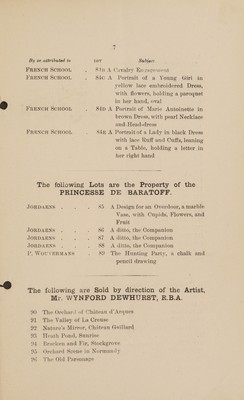 7
By or attributed to Lot Subject
FRENCH SCHOOL . 84B A Cavalry Engagement
FRENCH SCHOOL . 84C A Portrait of a Young Girl in
yellow lace embroidered Dress,
with flowers, holding a paroquet
in her hand, oval
FRENCH SCHOOL . 84D A Portrait of Marie Antoinette in
brown Dress, with pearl Necklace
and Head-dress
FRENCH SCHOOL . 84E A Portrait of a Lady in black Dress
with lace Ruff and Cuffs, leaning
on a Table, holding a letter in
her right hand
The following Lots are the Property of the
PRINCESSE DE BARATOFF.
JORDAENS . . . 85 A Design for an Overdoor, a marble
Vase, with Cupids, Flowers, and
Fruit
JORDAENS . . . 86 A ditto, the Companion
JORDAENS . . . 87 A ditto, the Companion
JORDAENS . . . 88 A ditto, the Companion
P. WOUVERMANS . 89 The Hunting Party, a chalk and
pencil drawing
The following are Sold by direction of the Artist,
Mr. WYNFORD DEWHURST, R.B.A.
90 The Orchard of Château d'Arques
91 The Valley of La Creuse
92 Nature's Mirror, Château Gaillard
93 Heath Pond, Sunrise
94 Bracken and Fir, Stockgrove
95 Orchard Scene in Normandy
96 The Old Parsonage